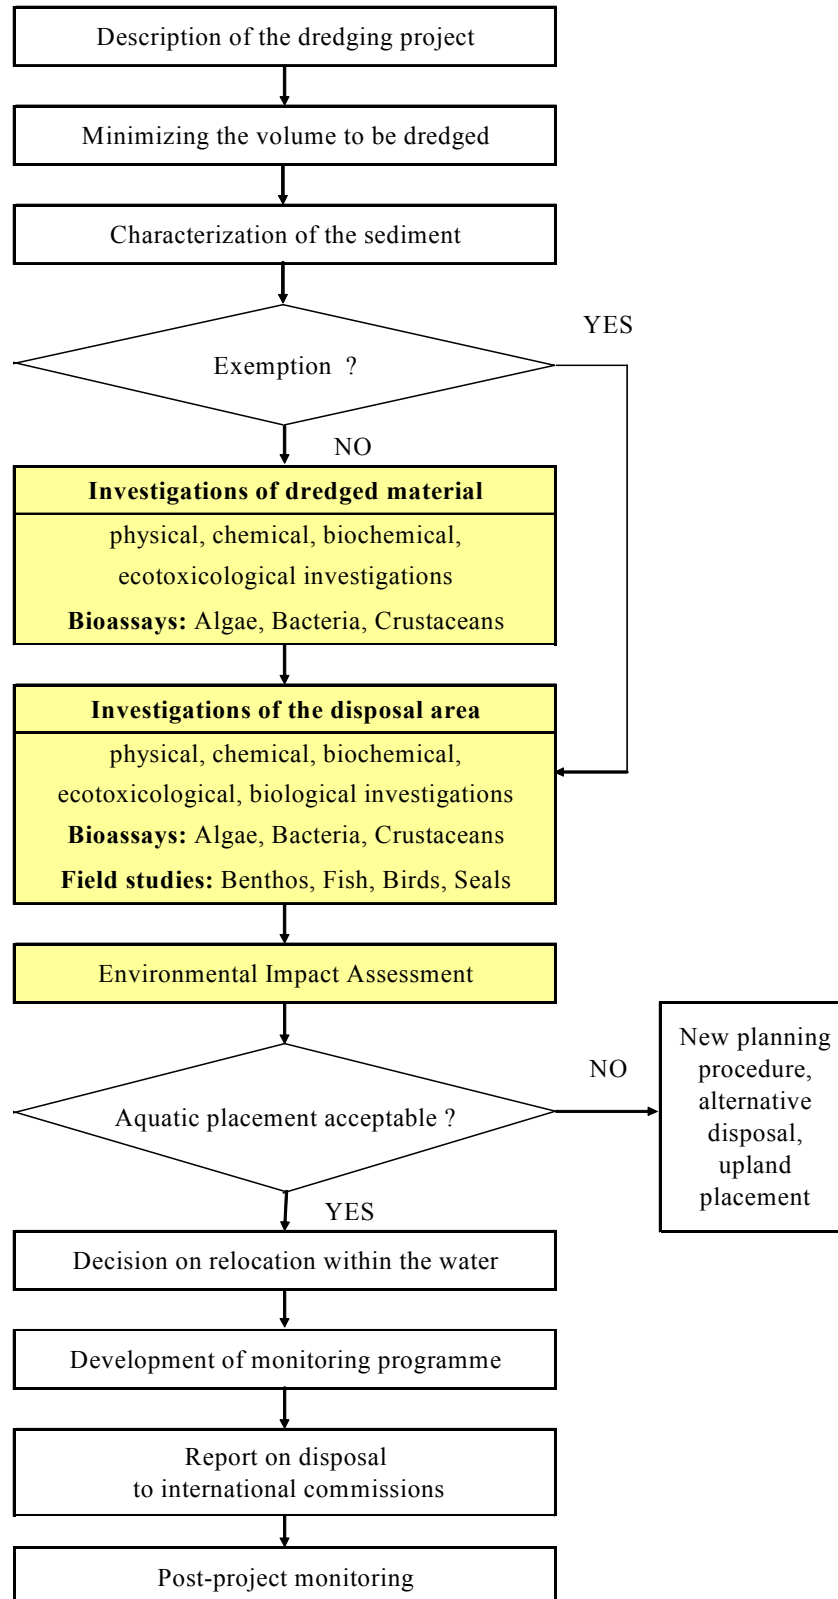 Description of the dredging project
Minimizing the volume to be dredged
Characterization of the sediment
Exemption ?
YES
NO
Investigations of dredged material
physical, chemical, biochemical,
ecotoxicological investigations
Bioassays: Algae, Bacteria, Crustaceans
Investigations of the disposal area
physical, chemical, biochemical,
ecotoxicological, biological investigations
Bioassays: Algae, Bacteria, Crustaceans
Field studies: Benthos, Fish, Birds, Seals
Environmental Impact Assessment
Aquatic placement acceptable ?
NO
New planning
procedure,
alternative
disposal,
upland
placement
YES
Decision on relocation within the water
Development of monitoring programme
Report on disposal
to international commissions
Post-project monitoring